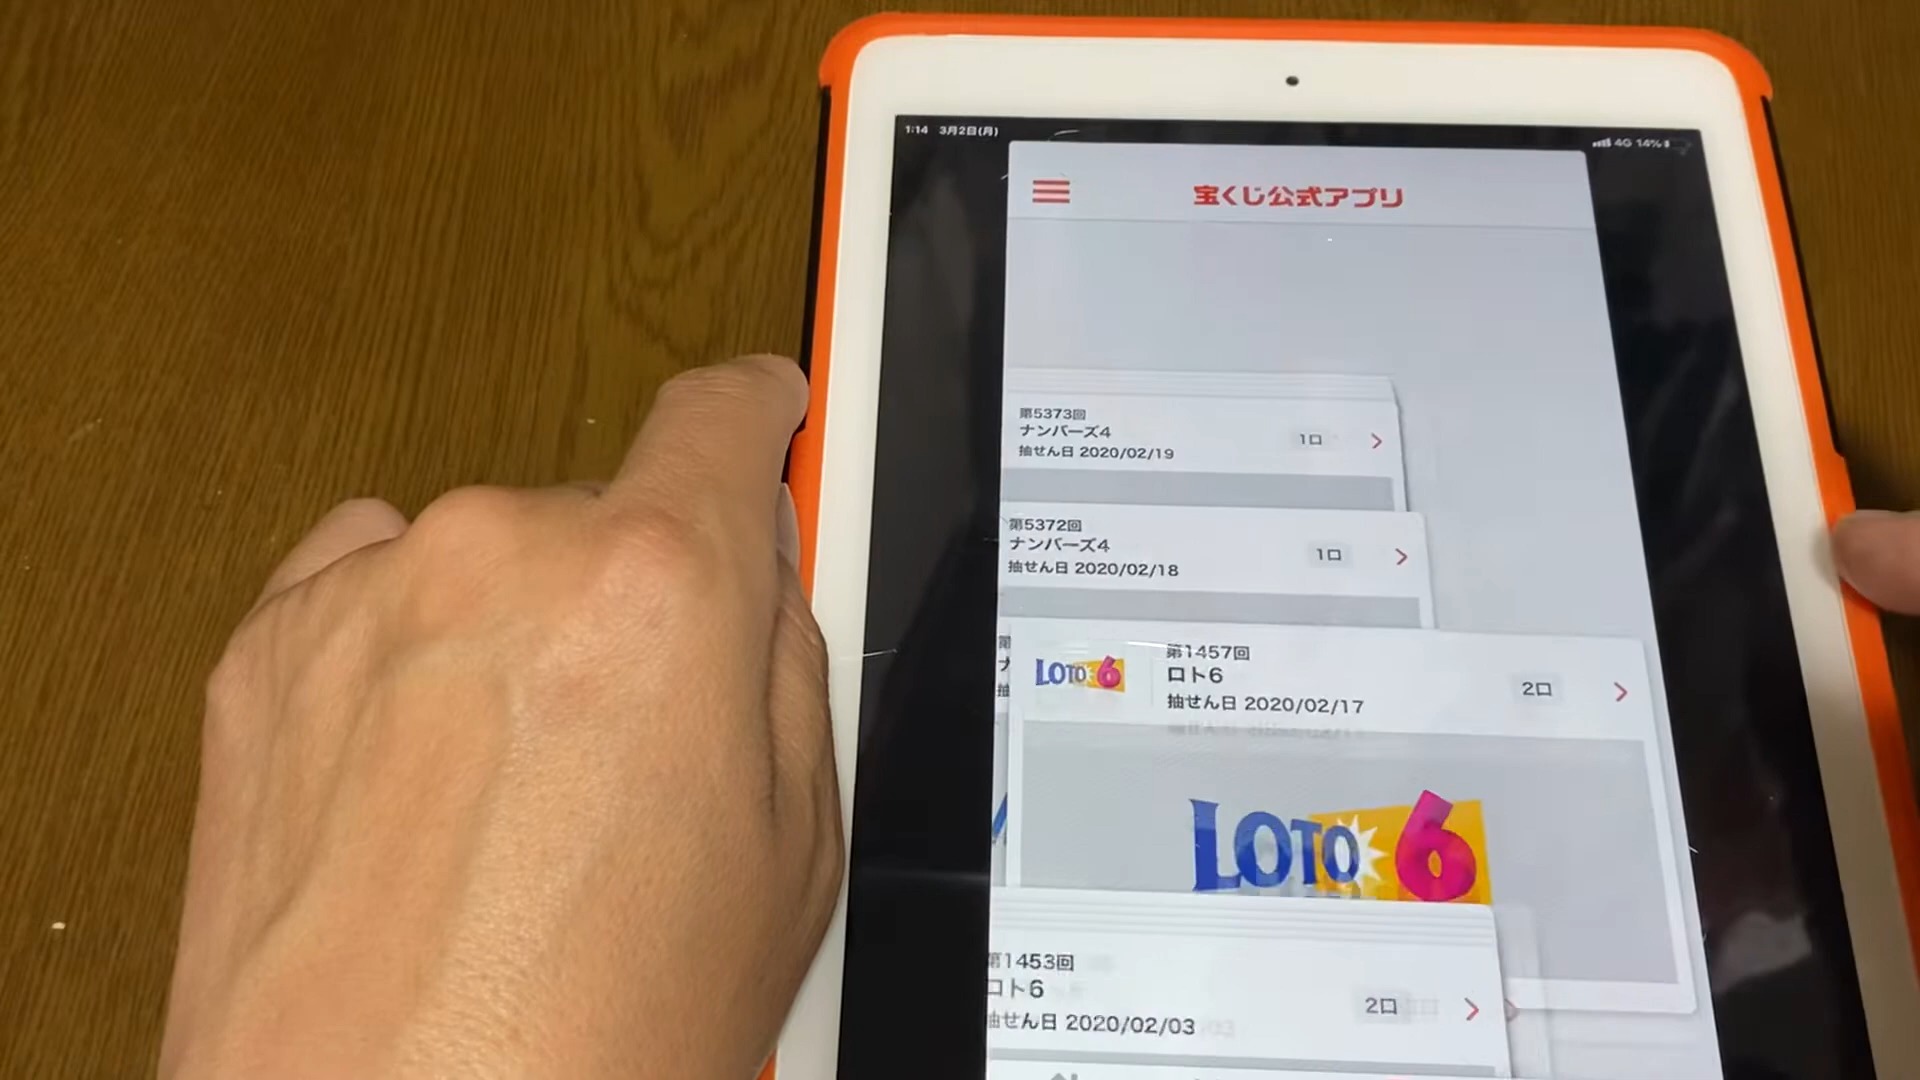 1:14 3月2日(月)
4G 14%
宝くじ公式アプリ
第5373回
ナンバーズ4
1口
抽せん日 2020/02/19
第5372回
ナンバーズ4
1口
抽せん日 2020/02/18
LOTO 6
第1457回
ロト6
2口
抽せん日 2020/02/17
LOTO 6
第1453回
ロト6
2口
抽せん日 2020/02/03